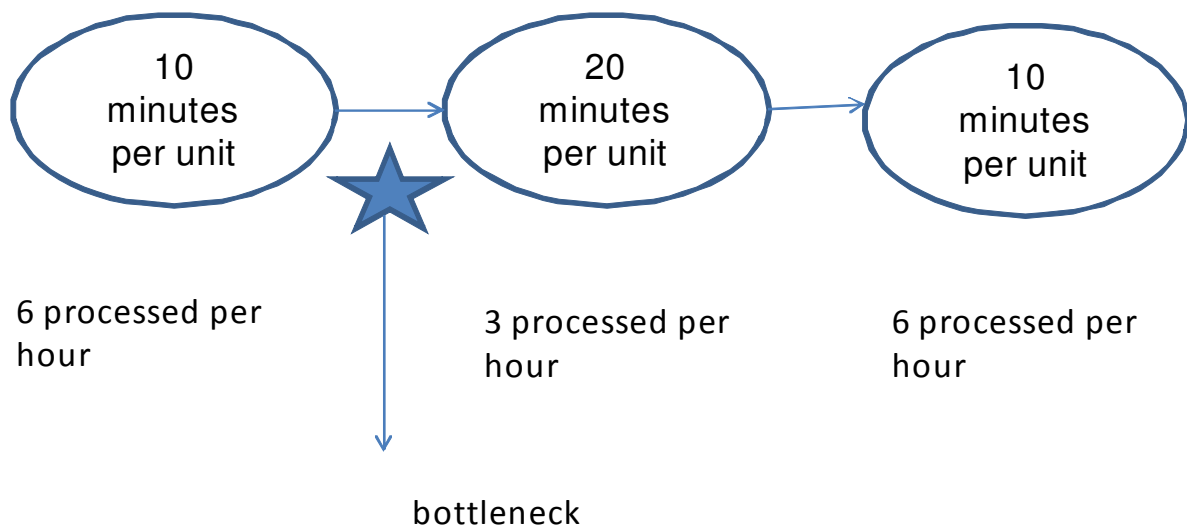 10
minutes
per unit
20
minutes
per unit
10
minutes
per unit
6 processed per
hour
3 processed per
hour
6 processed per
hour
bottleneck